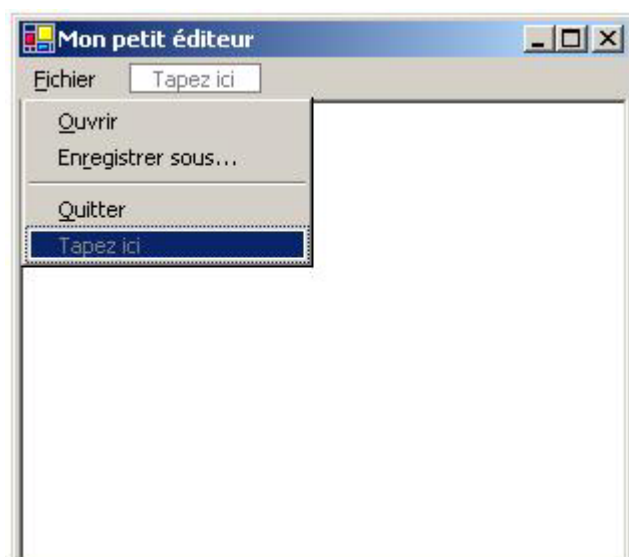 Mon petit éditeur
Fichier Tapez ici
Ouvrir
Enregistrer sous...
Quitter
Tapez ici